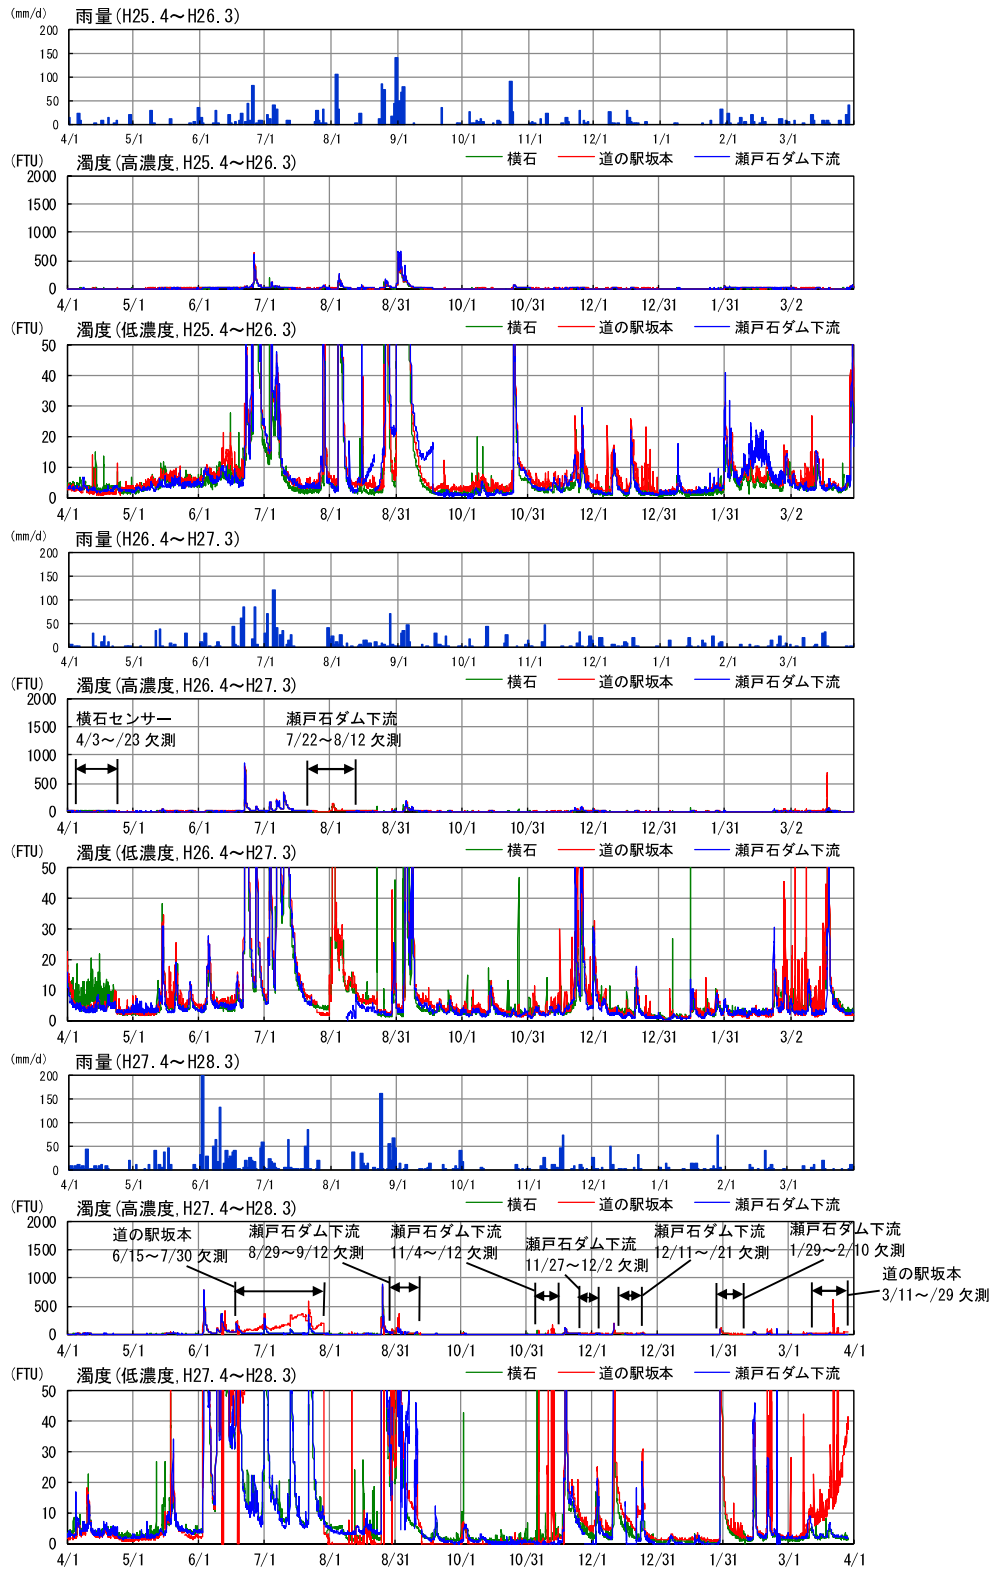 (mm/d) 雨量(H25.4～H26.3)
200
150
100
50
0
4/1 5/1 6/1 7/1 8/1 9/1 10/1 11/1 12/1 1/1 2/1 3/1
(FTU) 濁度(高濃度,H25.4～H26.3) 横石 道の駅坂本 瀬戸石ダム下流
2000
1500
1000
500
0
4/1 5/1 6/1 7/1 8/1 8/31 10/1 10/31 12/1 12/31 1/31 3/2
(FTU) 濁度(低濃度,H25.4～H26.3) 横石 道の駅坂本 瀬戸石ダム下流
50
40
30
20
10
0
4/1 5/1 6/1 7/1 8/1 8/31 10/1 10/31 12/1 12/31 1/31 3/2
(mm/d) 雨量(H26.4～H27.3)
200
150
100
50
0
4/1 5/1 6/1 7/1 8/1 9/1 10/1 11/1 12/1 1/1 2/1 3/1
(FTU) 濁度(高濃度,H26.4～H27.3) 横石 道の駅坂本 瀬戸石ダム下流
2000
1500
1000
500
0
横石センサー
4/3～/23 欠測
瀬戸石ダム下流
7/22～8/12 欠測
4/1 5/1 6/1 7/1 8/1 8/31 10/1 10/31 12/1 12/31 1/31 3/2
(FTU) 濁度(低濃度,H26.4～H27.3) 横石 道の駅坂本 瀬戸石ダム下流
50
40
30
20
10
0
4/1 5/1 6/1 7/1 8/1 8/31 10/1 10/31 12/1 12/31 1/31 3/2
(mm/d) 雨量(H27.4～H28.3)
200
150
100
50
0
4/1 5/1 6/1 7/1 8/1 9/1 10/1 11/1 12/1 1/1 2/1 3/1
(FTU) 濁度(高濃度,H27.4～H28.3) 横石 道の駅坂本 瀬戸石ダム下流
2000
1500
1000
500
0
道の駅坂本
6/15～7/30 欠測
瀬戸石ダム下流
8/29～9/12 欠測
瀬戸石ダム下流
11/4～/12 欠測
瀬戸石ダム下流
11/27～12/2 欠測
瀬戸石ダム下流
12/11～/21 欠測
瀬戸石ダム下流
1/29～2/10 欠測
道の駅坂本
3/11～/29 欠測
4/1 5/1 6/1 7/1 8/1 8/31 10/1 10/31 12/1 12/31 1/31 3/1 4/1
(FTU) 濁度(低濃度,H27.4～H28.3) 横石 道の駅坂本 瀬戸石ダム下流
50
40
30
20
10
0
4/1 5/1 6/1 7/1 8/1 8/31 10/1 10/31 12/1 12/31 1/31 3/1 4/1